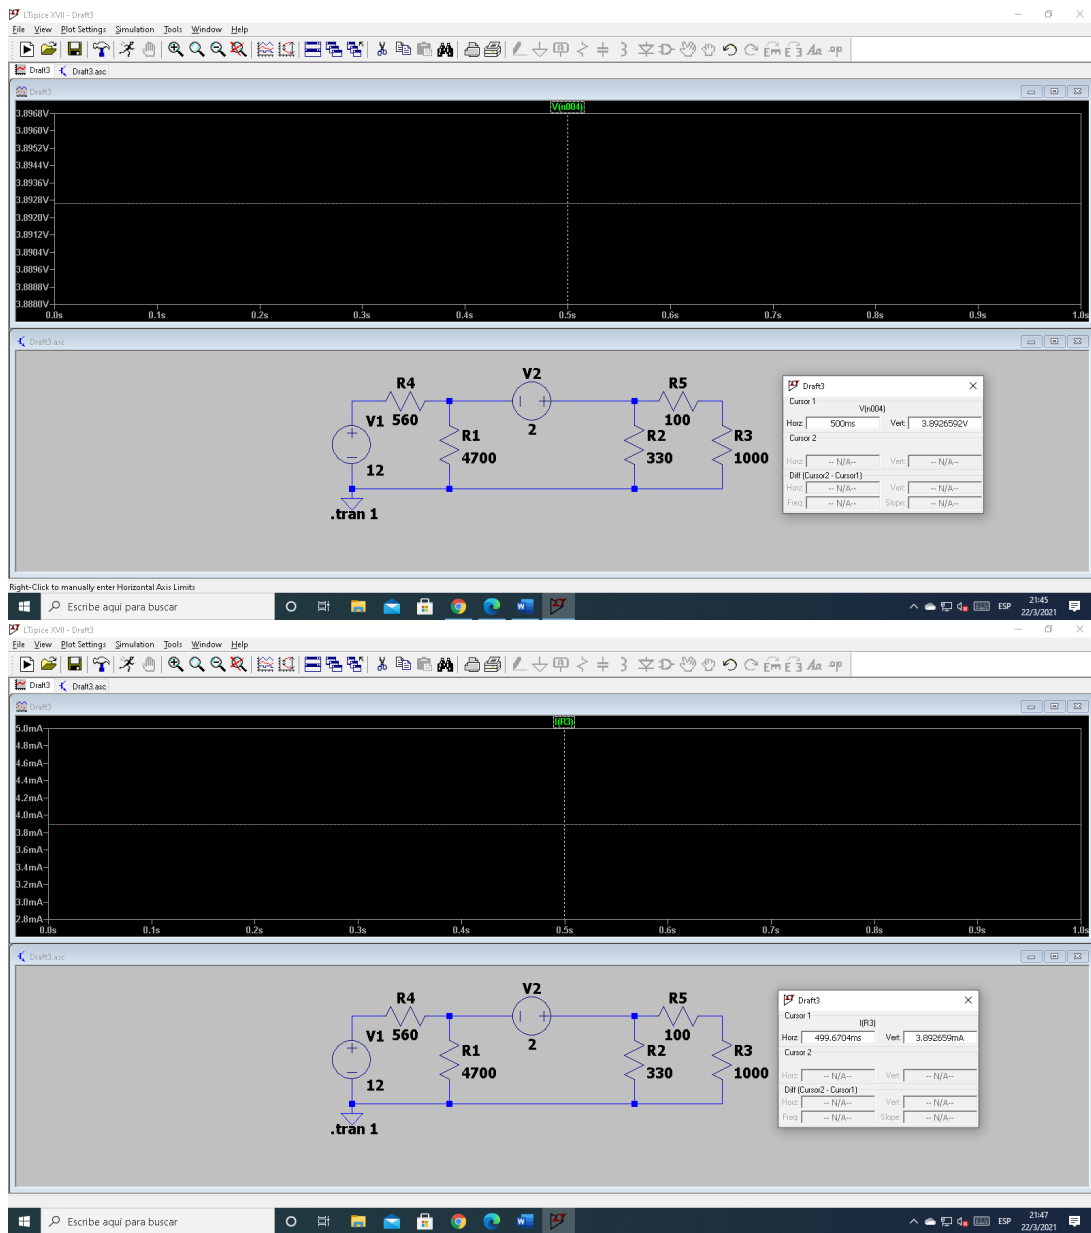 LTspice XVII - Draft3
File View Plot Settings Simulation Tools Window Help
Draft3 Draft3.asc
Draft3
V(n004)
3.8968V
3.8960V
3.8952V
3.8944V
3.8936V
3.8928V
3.8920V
3.8912V
3.8904V
3.8896V
3.8888V
3.8880V
0.0s 0.1s 0.2s 0.3s 0.4s 0.5s 0.6s 0.7s 0.8s 0.9s 1.0s
Draft3.asc
R4 V2 R5
V1 560 R1 2 R2 100 R3
4700 330 1000
12
.tran 1
Draft3
Cursor 1
V(n004)
Horz: 500ms Vert: 3.8926592V
Cursor 2
Horz: -- N/A-- Vert: -- N/A--
Diff (Cursor2 - Cursor1)
Horz: -- N/A-- Vert: -- N/A--
Freq: -- N/A-- Slope: -- N/A--
Right-Click to manually enter Horizontal Axis Limits
Escribe aquí para buscar
ESP 21:45
22/3/2021
LTspice XVII - Draft3
File View Plot Settings Simulation Tools Window Help
Draft3 Draft3.asc
Draft3
I(R3)
5.0mA
4.8mA
4.6mA
4.4mA
4.2mA
4.0mA
3.8mA
3.6mA
3.4mA
3.2mA
3.0mA
2.8mA
0.0s 0.1s 0.2s 0.3s 0.4s 0.5s 0.6s 0.7s 0.8s 0.9s 1.0s
Draft3.asc
R4 V2 R5
V1 560 R1 2 R2 100 R3
4700 330 1000
12
.tran 1
Draft3
Cursor 1
I(R3)
Horz: 499.6704ms Vert: 3.892659mA
Cursor 2
Horz: -- N/A-- Vert: -- N/A--
Diff (Cursor2 - Cursor1)
Horz: -- N/A-- Vert: -- N/A--
Freq: -- N/A-- Slope: -- N/A--
Escribe aquí para buscar
ESP 21:47
22/3/2021